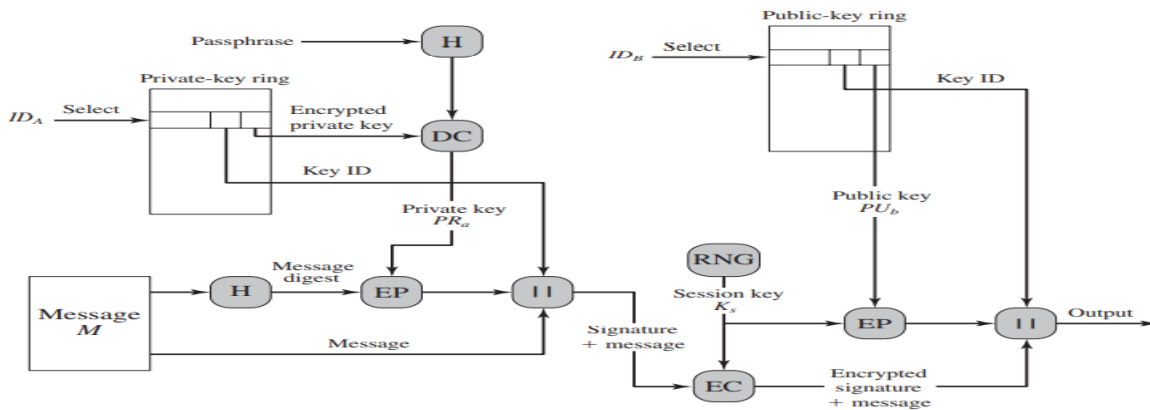 Public-key ring
Passphrase
H
ID_B
Select
Private-key ring
Key ID
ID_A
Select
Encrypted
private key
DC
Key ID
Public key
PU_b
Private key
PR_a
RNG
Message
digest
Session key
K_s
H
EP
||
EP
||
Output
Message
M
Message
Signature
+ message
EC
Encrypted
signature
+ message